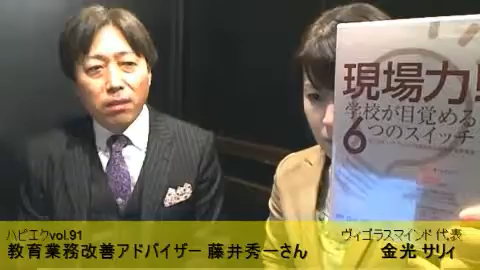 現場力!
学校が目覚める
6つのスイッチ
ハピエクvol.91
教育業務改善アドバイザー 藤井秀一さん
ヴィゴラスマインド 代表
金光 サリィ